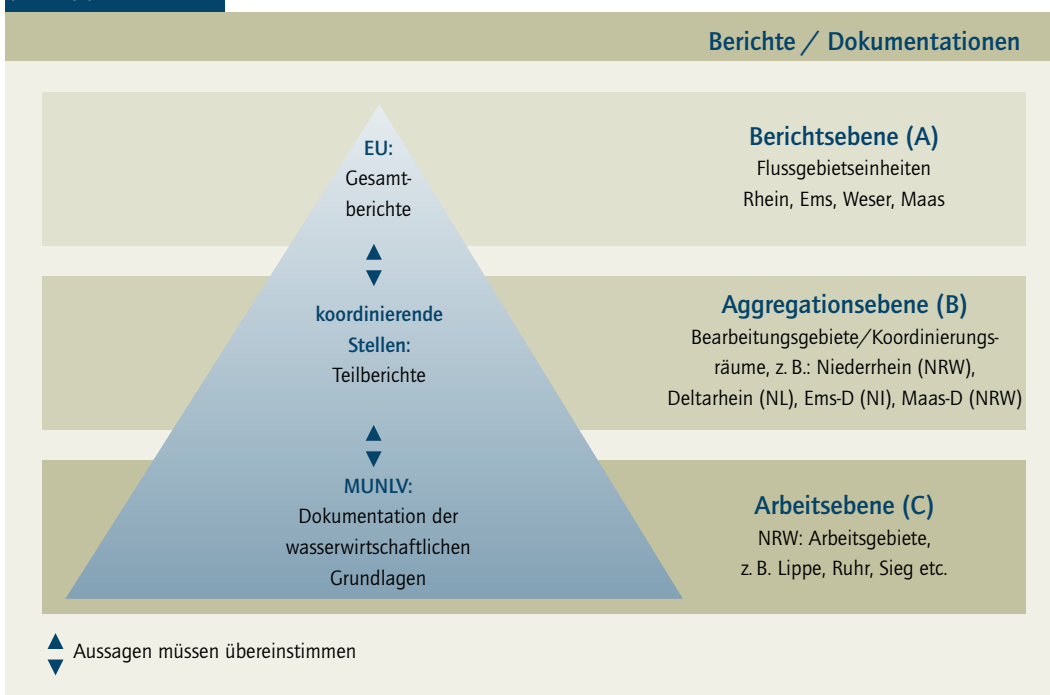 Berichte / Dokumentationen
EU:
Gesamt-
berichte
Berichtsebene (A)
Flussgebietseinheiten
Rhein, Ems, Weser, Maas
koordinierende
Stellen:
Teilberichte
Aggregationsebene (B)
Bearbeitungsgebiete/Koordinierungs-
räume, z. B.: Niederrhein (NRW),
Deltarhein (NL), Ems-D (NI), Maas-D (NRW)
MUNLV:
Dokumentation der
wasserwirtschaftlichen
Grundlagen
Arbeitsebene (C)
NRW: Arbeitsgebiete,
z. B. Lippe, Ruhr, Sieg etc.
Aussagen müssen übereinstimmen